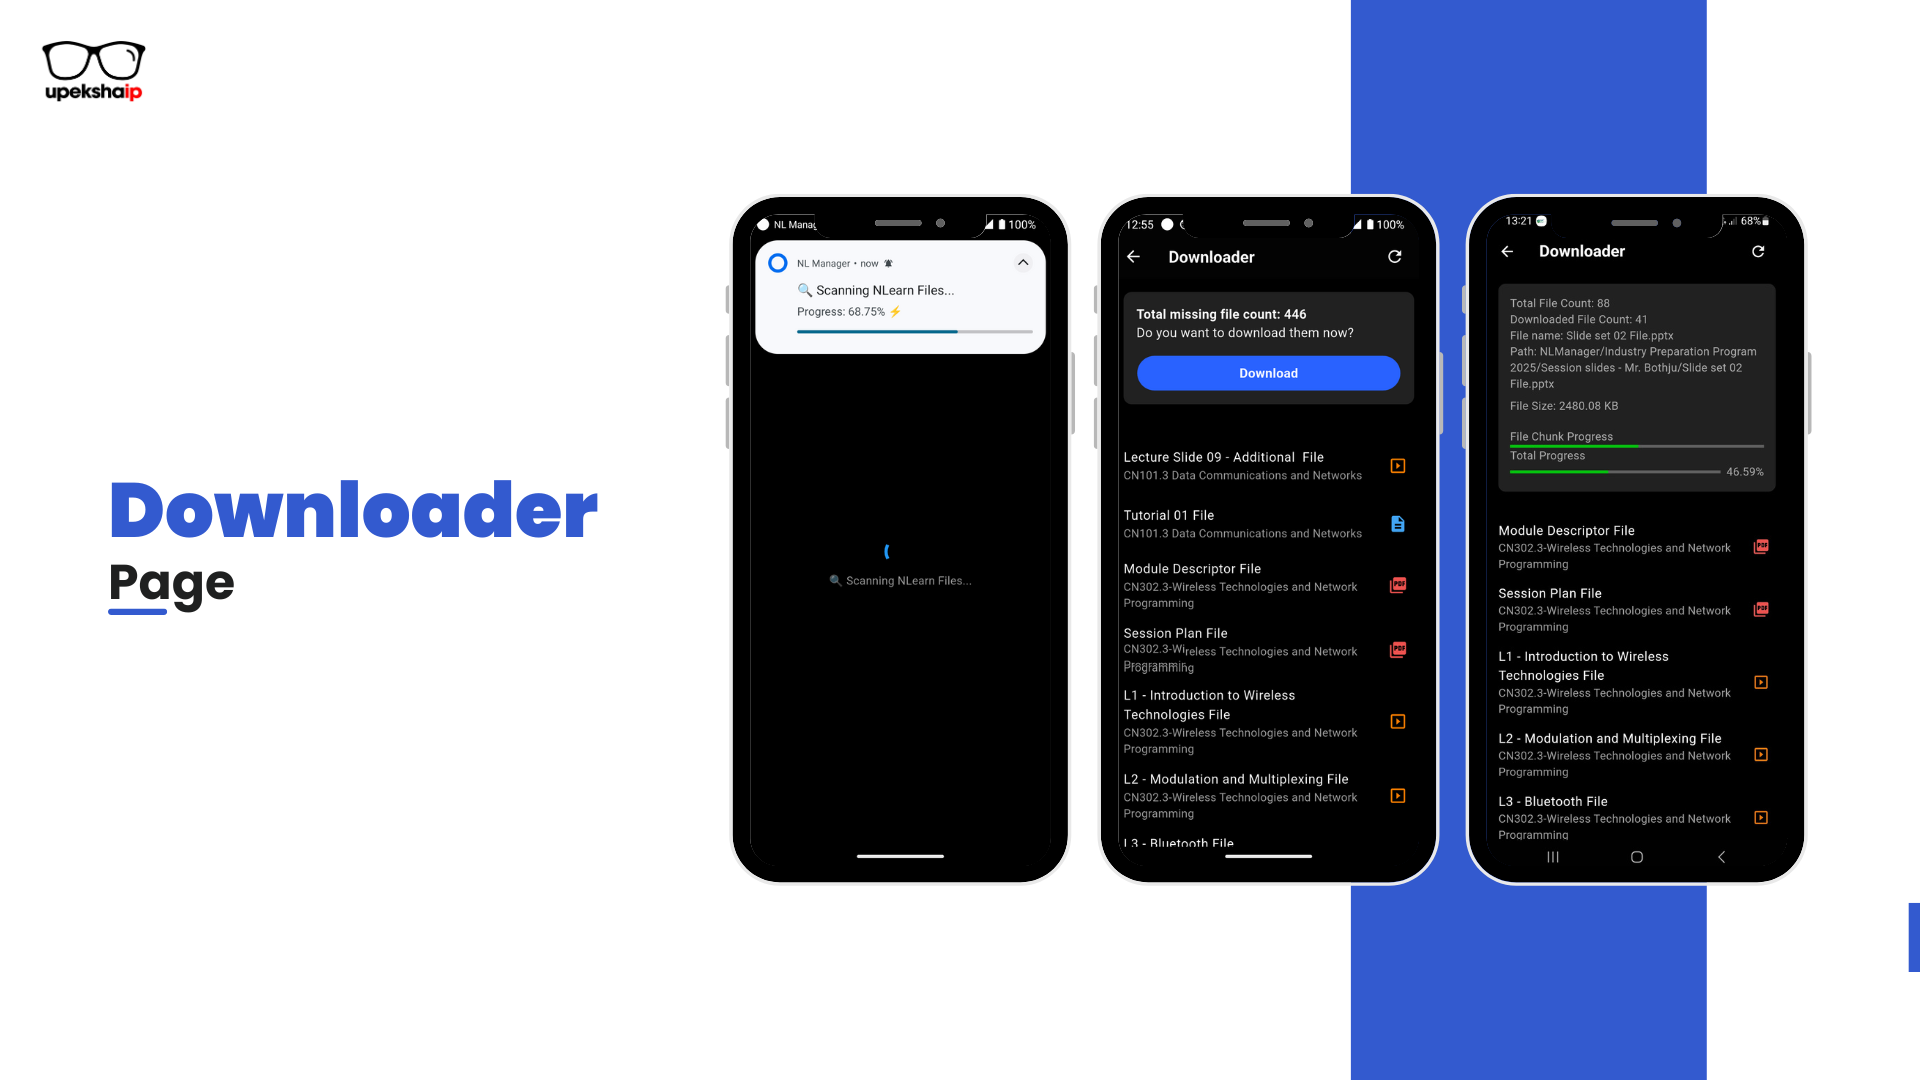 upekshaip
Downloader
Page
NL Manag
100%
NL Manager • now
🔍 Scanning NLearn Files...
Progress: 68.75% ⚡
🔍 Scanning NLearn Files...
12:55
100%
Downloader
Total missing file count: 446
Do you want to download them now?
Download
Lecture Slide 09 - Additional File
CN101.3 Data Communications and Networks
Tutorial 01 File
CN101.3 Data Communications and Networks
Module Descriptor File
CN302.3-Wireless Technologies and Network
Programming
PDF
Session Plan File
CN302.3-Wireless Technologies and Network
Programming
PDF
L1 - Introduction to Wireless
Technologies File
CN302.3-Wireless Technologies and Network
Programming
L2 - Modulation and Multiplexing File
CN302.3-Wireless Technologies and Network
Programming
L3 - Bluetooth File
13:21
68%
Downloader
Total File Count: 88
Downloaded File Count: 41
File name: Slide set 02 File.pptx
Path: NLManager/Industry Preparation Program
2025/Session slides - Mr. Bothju/Slide set 02
File.pptx
File Size: 2480.08 KB
File Chunk Progress
Total Progress
46.59%
Module Descriptor File
CN302.3-Wireless Technologies and Network
Programming
PDF
Session Plan File
CN302.3-Wireless Technologies and Network
Programming
PDF
L1 - Introduction to Wireless
Technologies File
CN302.3-Wireless Technologies and Network
Programming
L2 - Modulation and Multiplexing File
CN302.3-Wireless Technologies and Network
Programming
L3 - Bluetooth File
CN302.3-Wireless Technologies and Network
Programming